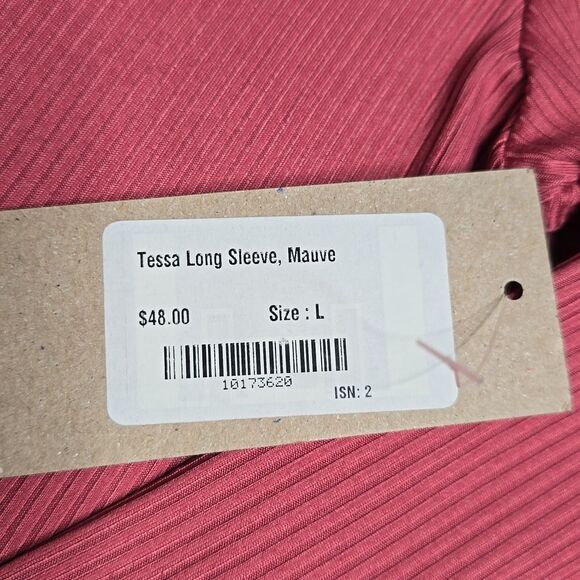 Tessa Long Sleeve, Mauve
$48.00 Size : L
10173620
ISN: 2